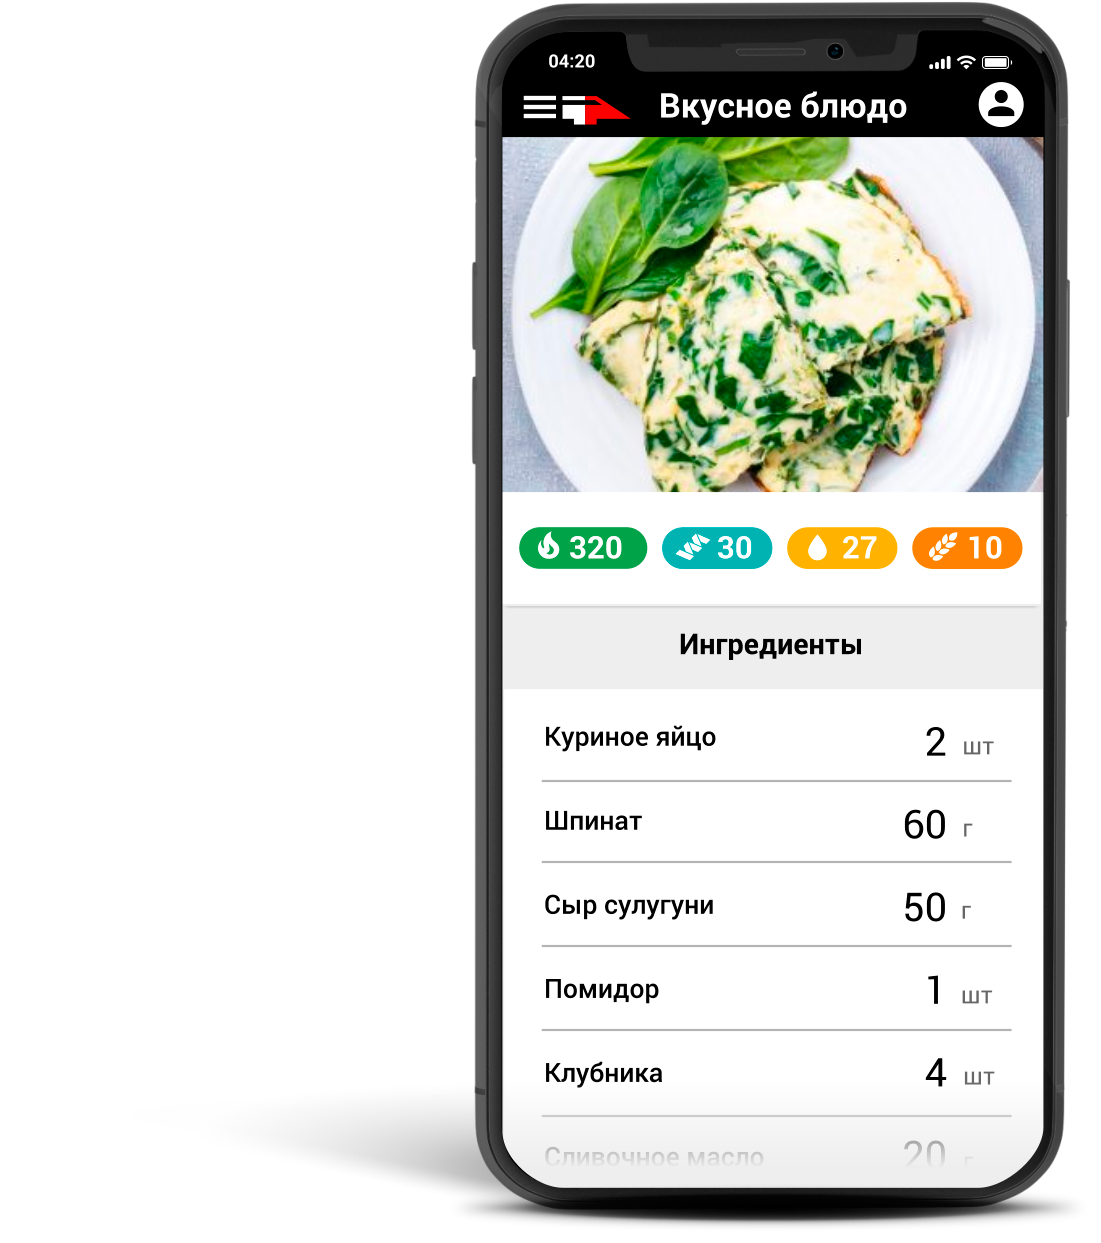 04:20
Вкусное блюдо
320 30 27 10
Ингредиенты
Куриное яйцо 2 шт
Шпинат 60 г
Сыр сулугуни 50 г
Помидор 1 шт
Клубника 4 шт
Сливочное масло 20 г